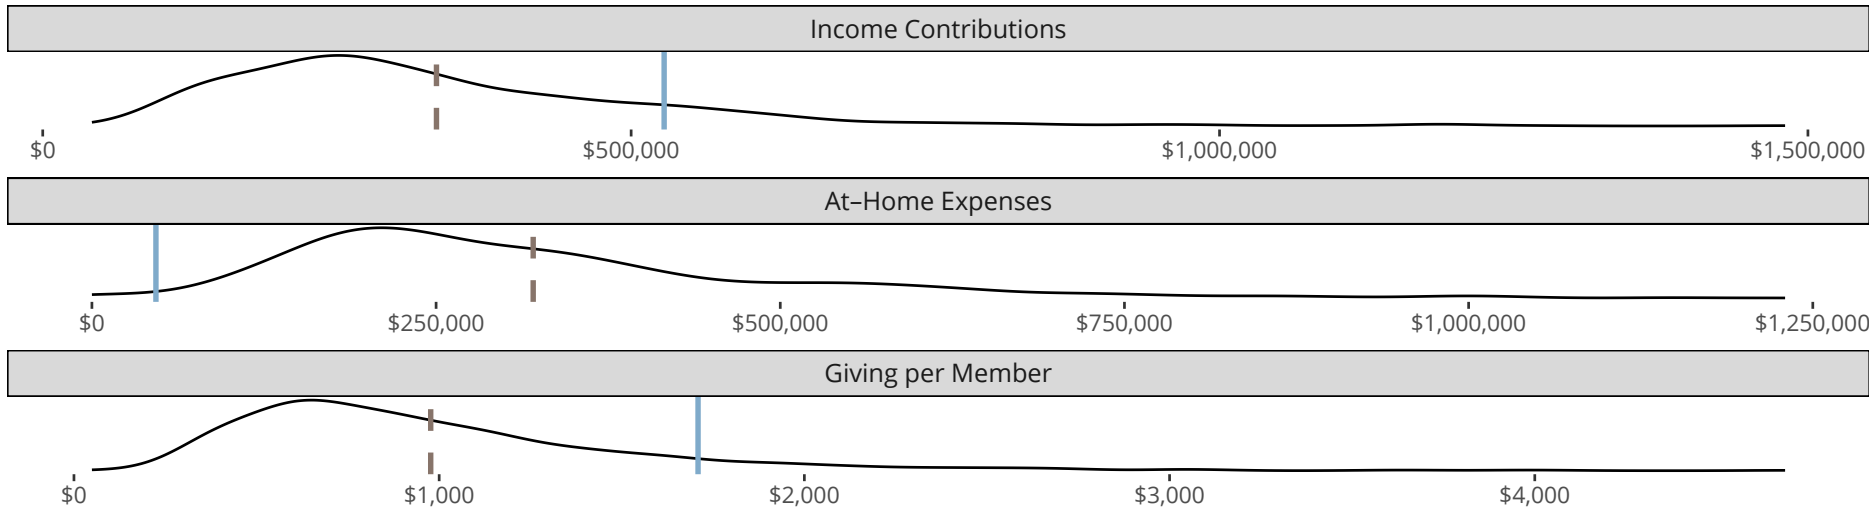 Income Contributions
$0 $500,000 $1,000,000 $1,500,000
At–Home Expenses
$0 $250,000 $500,000 $750,000 $1,000,000 $1,250,000
Giving per Member
$0 $1,000 $2,000 $3,000 $4,000